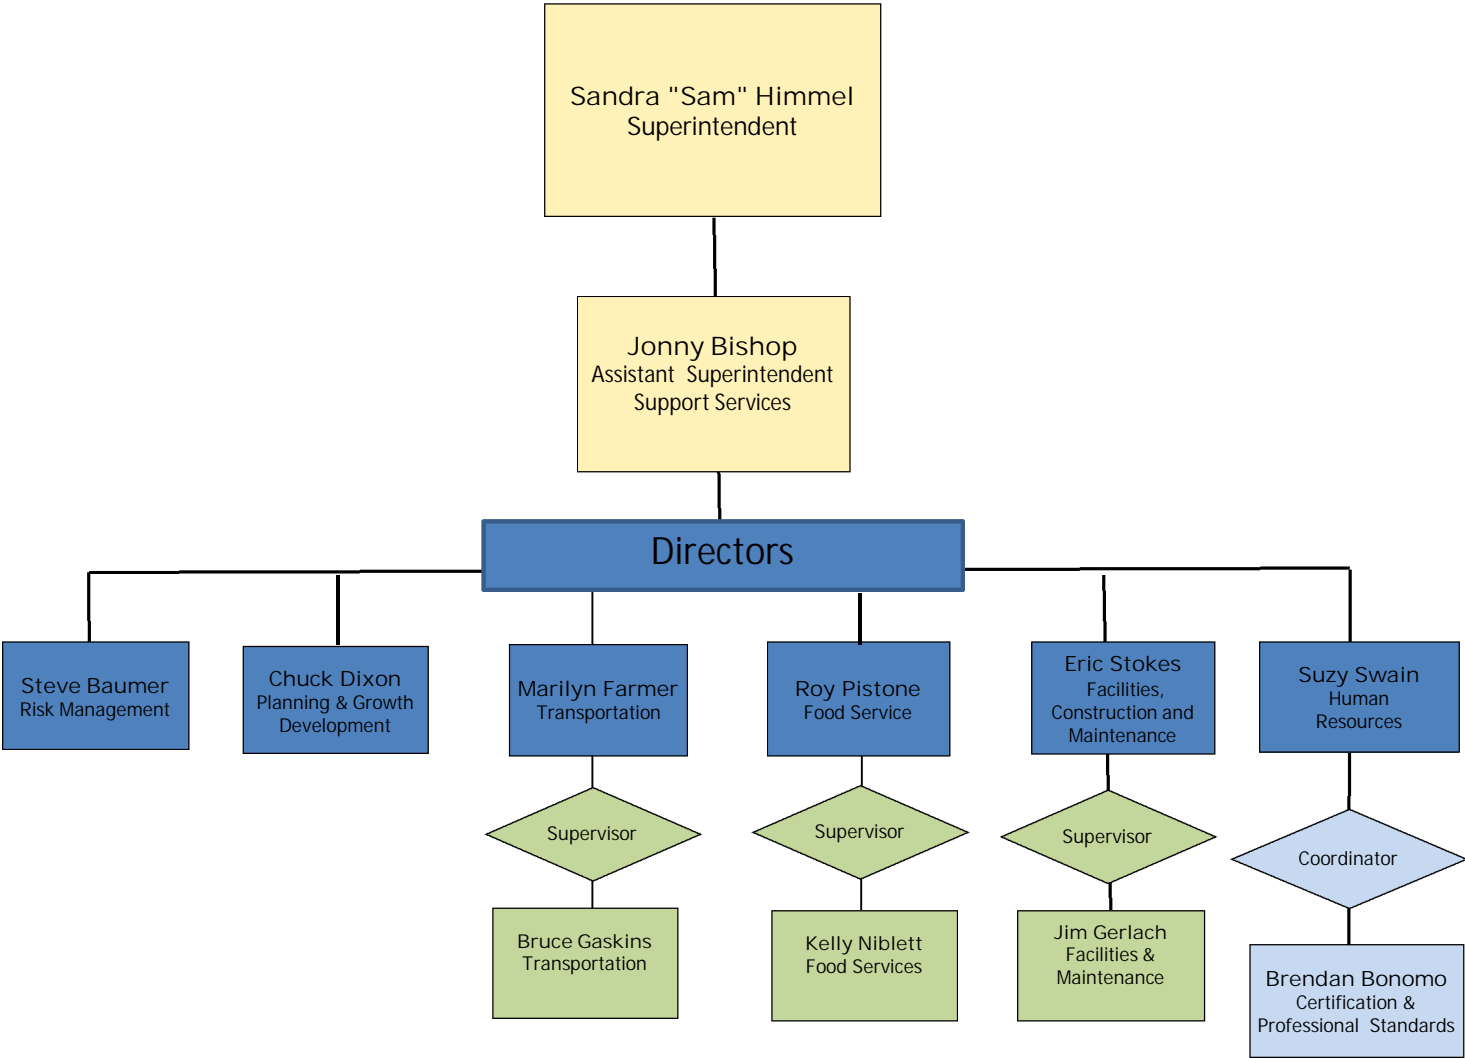 Sandra "Sam" Himmel
Superintendent
Jonny Bishop
Assistant Superintendent
Support Services
Directors
Steve Baumer
Risk Management
Chuck Dixon
Planning & Growth
Development
Marilyn Farmer
Transportation
Roy Pistone
Food Service
Eric Stokes
Facilities,
Construction and
Maintenance
Suzy Swain
Human
Resources
Supervisor
Supervisor
Supervisor
Coordinator
Bruce Gaskins
Transportation
Kelly Niblett
Food Services
Jim Gerlach
Facilities &
Maintenance
Brendan Bonomo
Certification &
Professional Standards